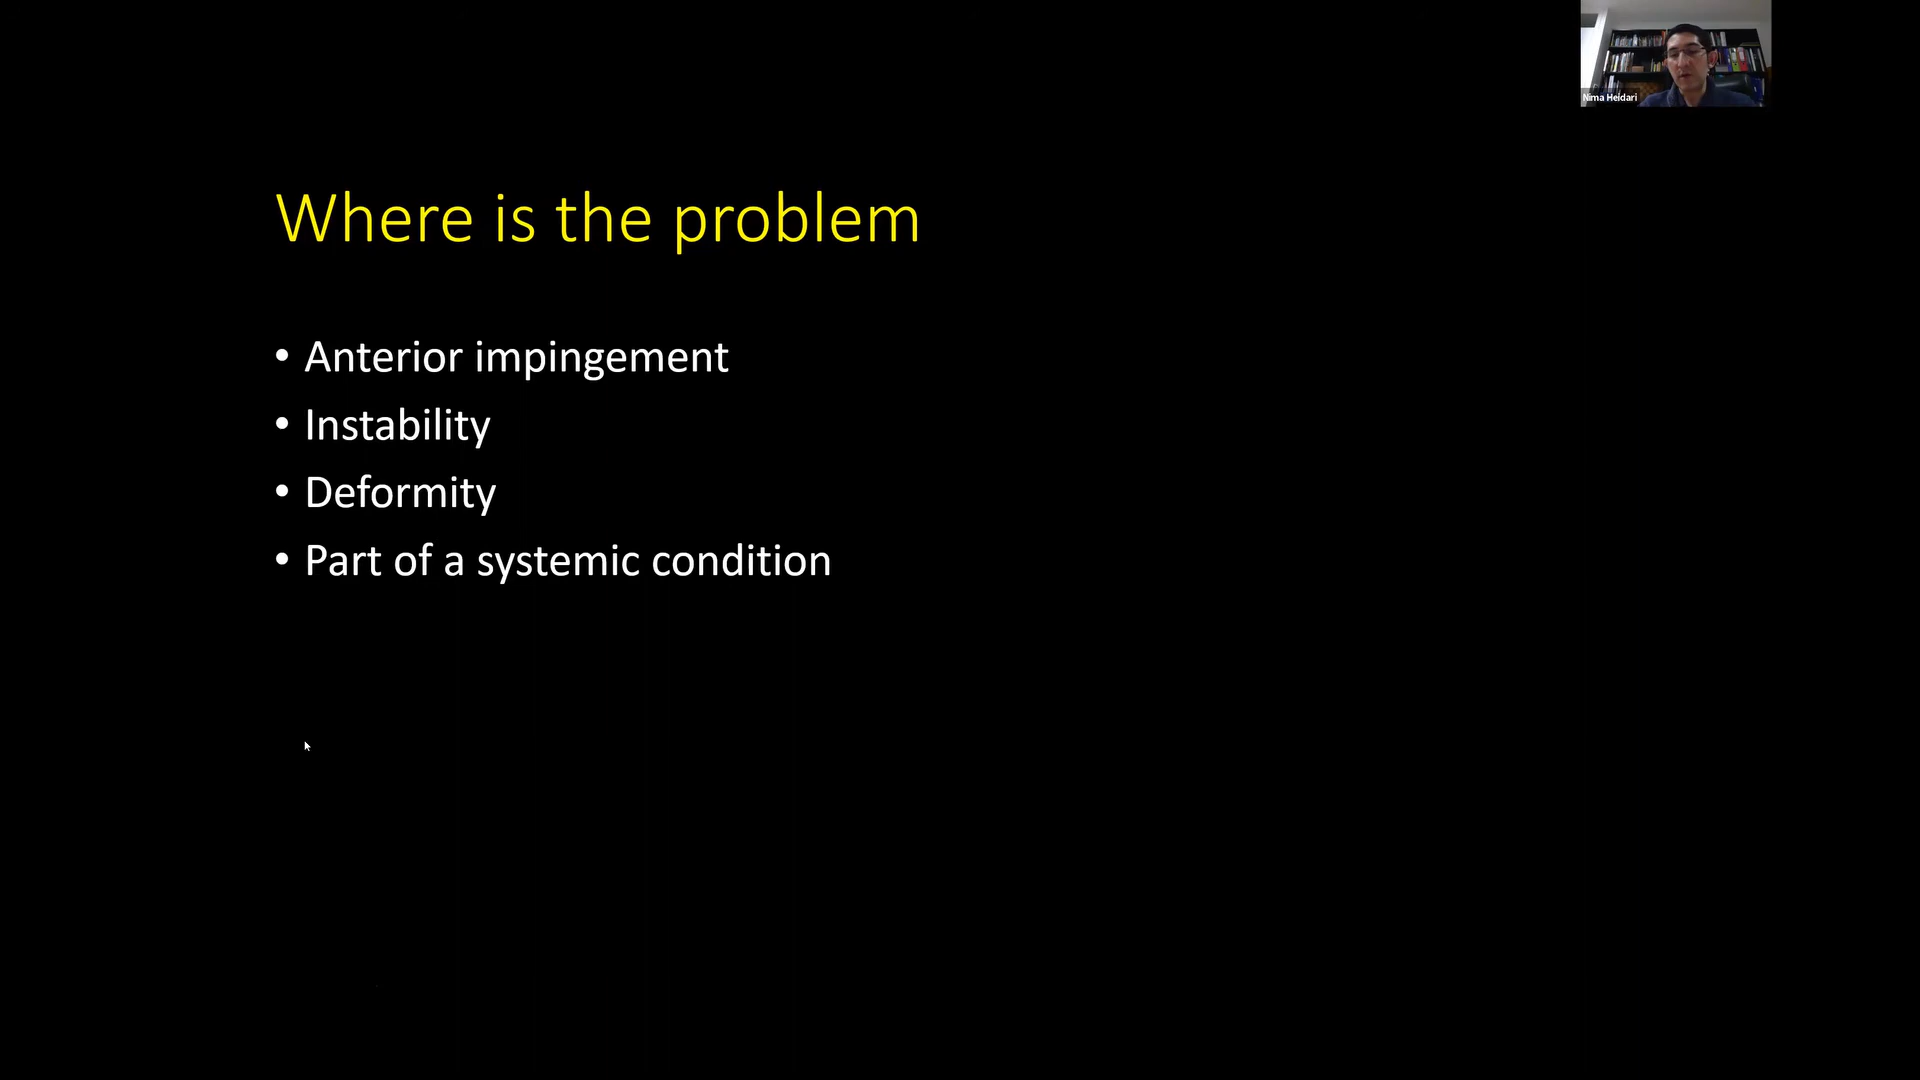 Nima Heidari
Where is the problem
• Anterior impingement
• Instability
• Deformity
• Part of a systemic condition